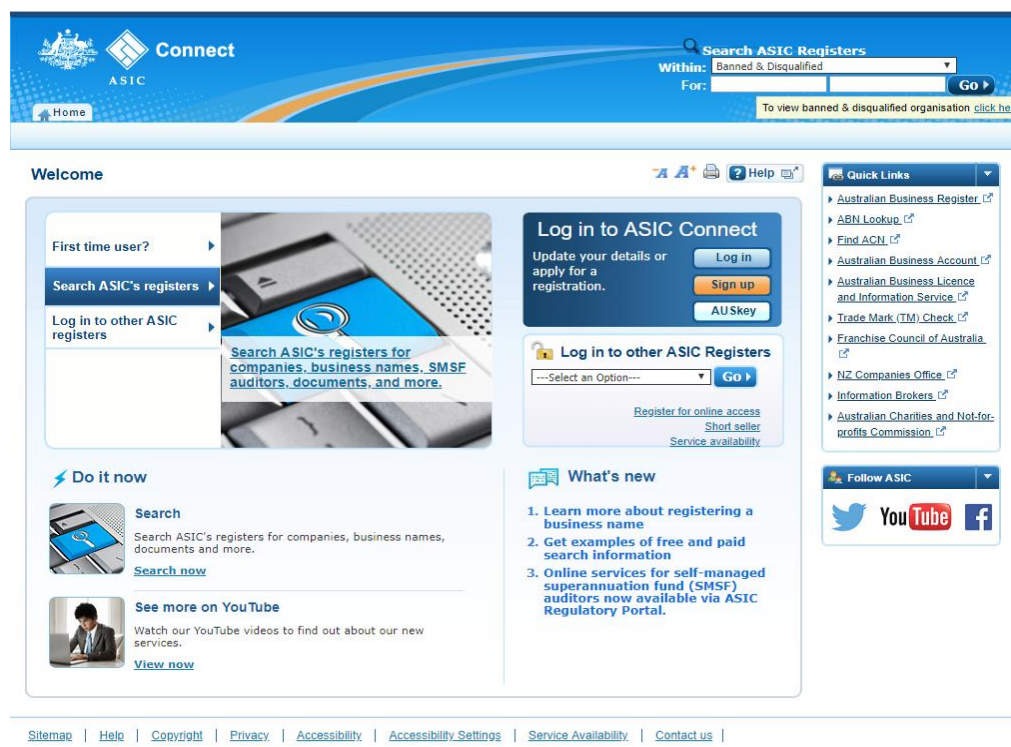 Connect
ASIC
Search ASIC Registers
Within: Banned & Disqualified
For:
Go
To view banned & disqualified organisation click he
Home
Welcome
-A A+ Help
First time user?
Search ASIC's registers
Log in to other ASIC
registers
Search ASIC's registers for
companies, business names, SMSF
auditors, documents, and more.
Log in to ASIC Connect
Update your details or
apply for a
registration.
Log in
Sign up
AUSkey
Log in to other ASIC Registers
---Select an Option---
Go
Register for online access
Short seller
Service availability
Quick Links
Australian Business Register
ABN Lookup
Find ACN
Australian Business Account
Australian Business Licence
and Information Service
Trade Mark (TM) Check
Franchise Council of Australia
NZ Companies Office
Information Brokers
Australian Charities and Not-for-
profits Commission
Follow ASIC
YouTube
Do it now
Search
Search ASIC's registers for companies, business names,
documents and more.
Search now
See more on YouTube
Watch our YouTube videos to find out about our new
services.
View now
What's new
1. Learn more about registering a
business name
2. Get examples of free and paid
search information
3. Online services for self-managed
superannuation fund (SMSF)
auditors now available via ASIC
Regulatory Portal.
Sitemap | Help | Copyright | Privacy | Accessibility | Accessibility Settings | Service Availability | Contact us |